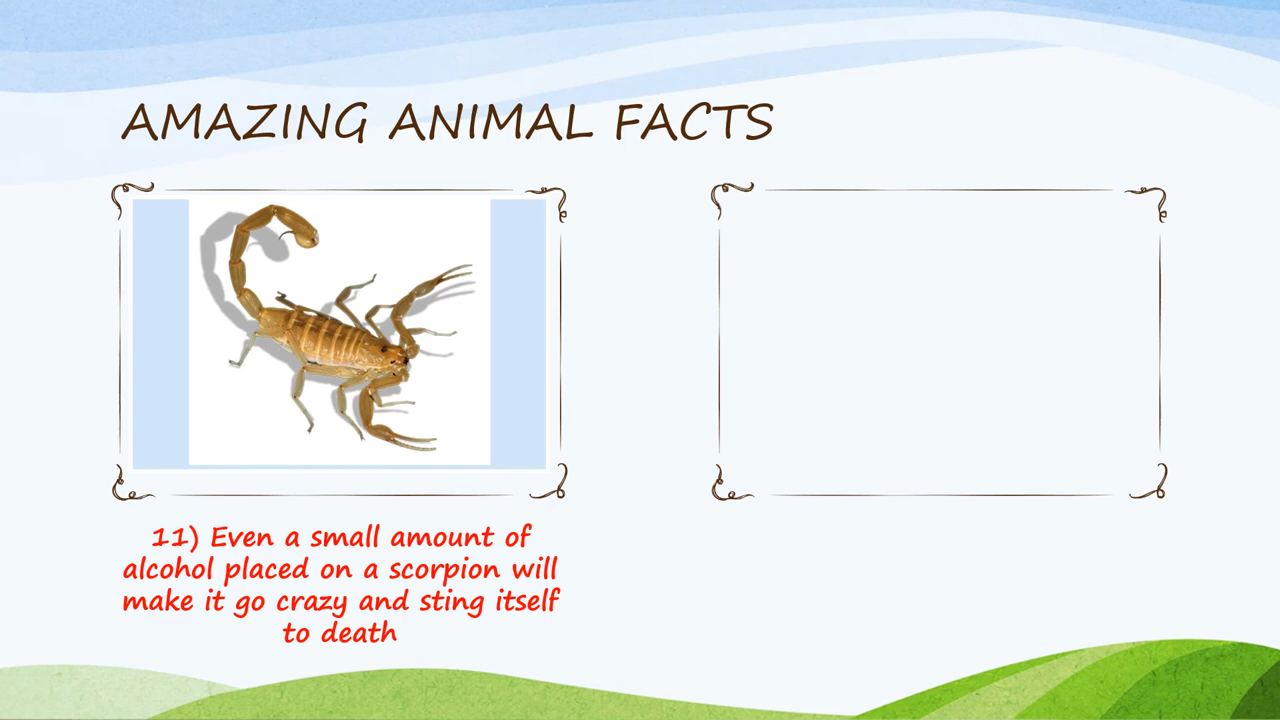 AMAZING ANIMAL FACTS
11) Even a small amount of
alcohol placed on a scorpion will
make it go crazy and sting itself
to death